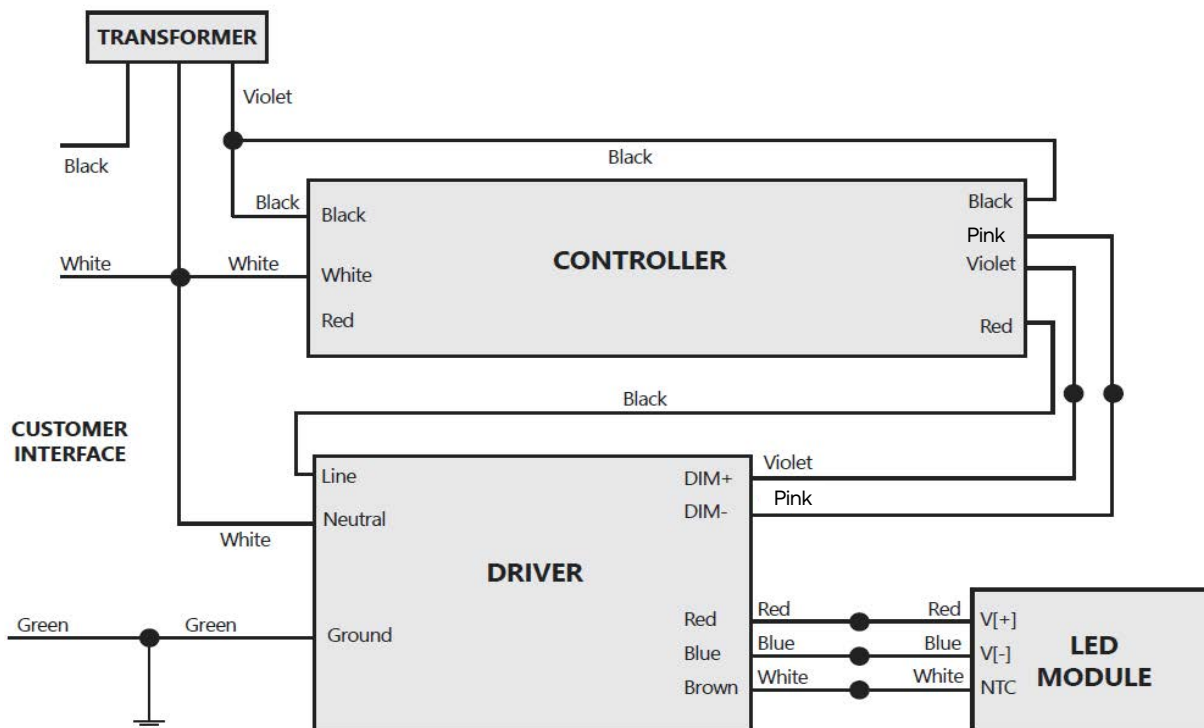 TRANSFORMER
Violet
Black
Black
Black
Black
Black
Pink
CONTROLLER
White
White
White
Violet
Red
Red
Black
CUSTOMER
INTERFACE
Line
DIM+
Violet
Pink
DIM-
Neutral
White
DRIVER
Green
Green
Ground
Red
Red
Red
V[+]
Blue
Blue
Blue
V[-]
LED
MODULE
Brown
White
White
NTC